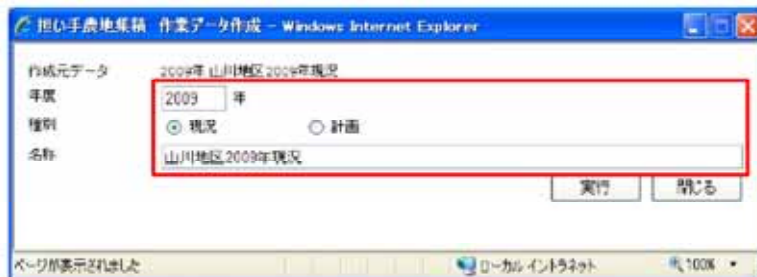 担い手農地集積 作業データ作成 - Windows Internet Explorer
作成元データ 2009年 山川地区2009年現況
年度 2009 年
種別 現況 計画
名称 山川地区2009年現況
実行 閉じる
ページが表示されました ローカル イントラネット 100%